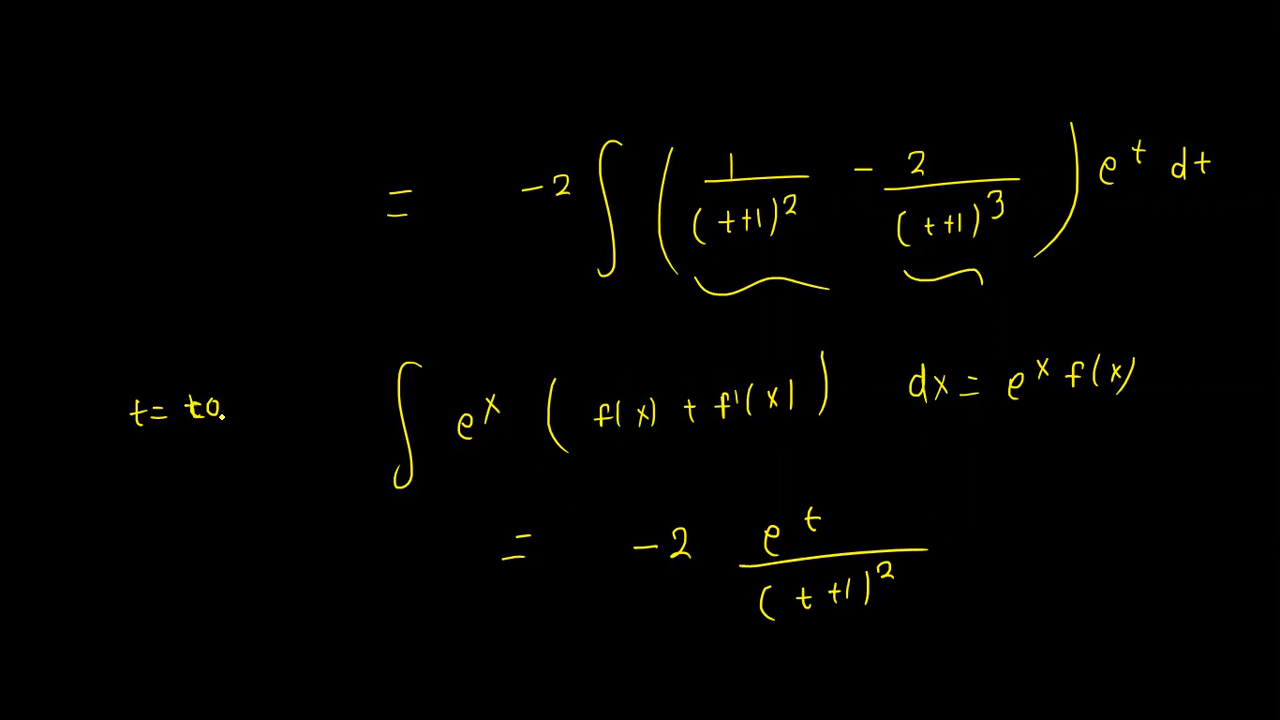 = -2 ∫ ( 1/(t+1)^2 - 2/(t+1)^3 ) e^t dt
t= to. ∫ e^x ( f(x) + f'(x) ) dx = e^x f(x)
= -2 e^t/(t+1)^2